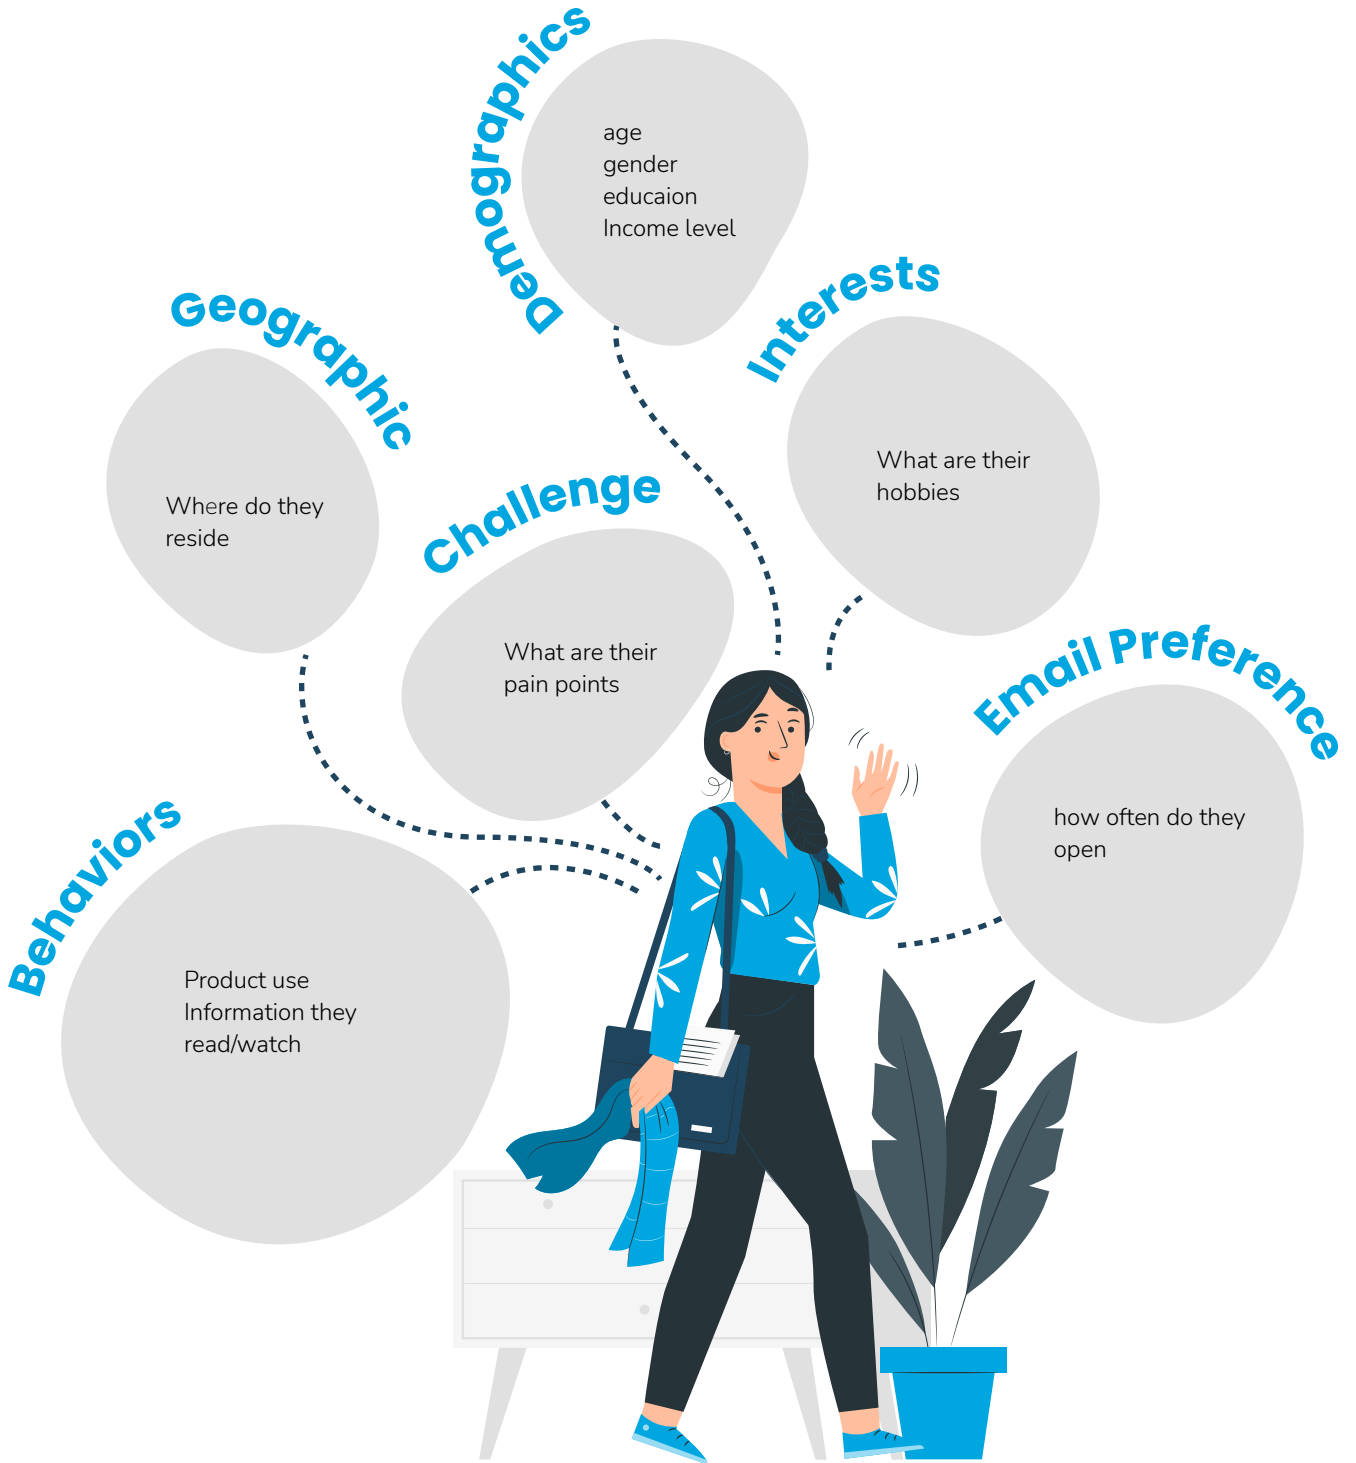 Demographics
age
gender
educaion
Income level
Interests
What are their
hobbies
Geographic
Where do they
reside
Challenge
What are their
pain points
Email Preference
how often do they
open
Behaviors
Product use
Information they
read/watch